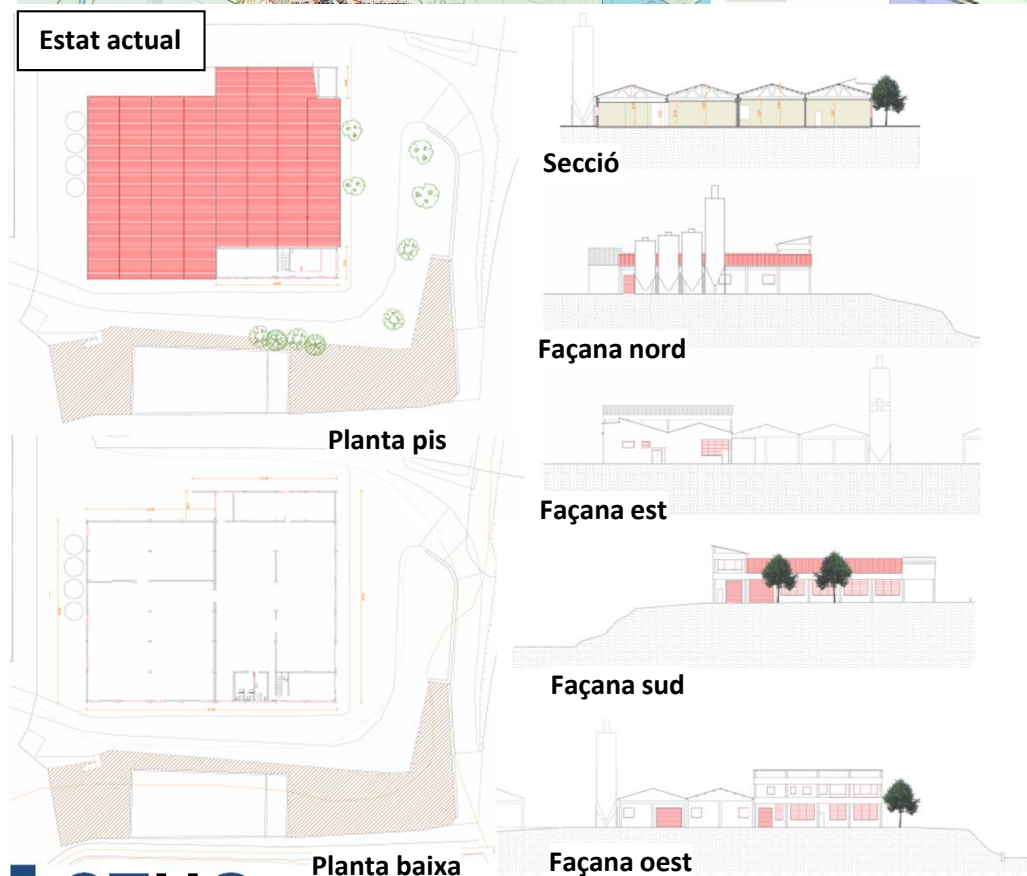 Estat actual
Secció
Façana nord
Planta pis
Façana est
Façana sud
Planta baixa
Façana oest